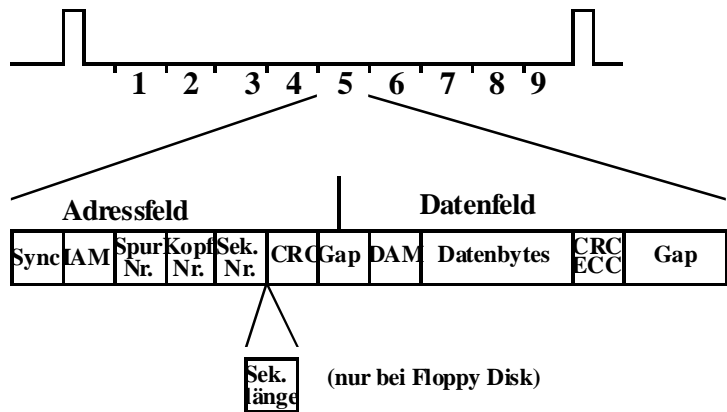 1 2 3 4 5 6 7 8 9
Adressfeld Datenfeld
Sync IAM Spur Nr. Kopf Nr. Sek. Nr. CRC Gap DAM Datenbytes CRC ECC Gap
Sek. länge (nur bei Floppy Disk)